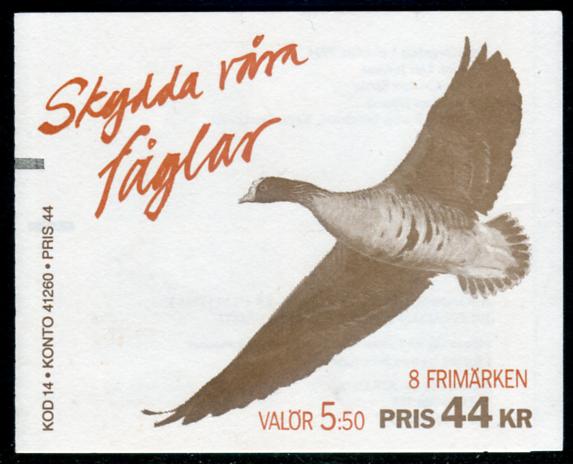 Skydda våra
fåglar
KOD 14 • KONTO 41260 • PRIS 44
8 FRIMÄRKEN
VALÖR 5:50 PRIS 44 KR